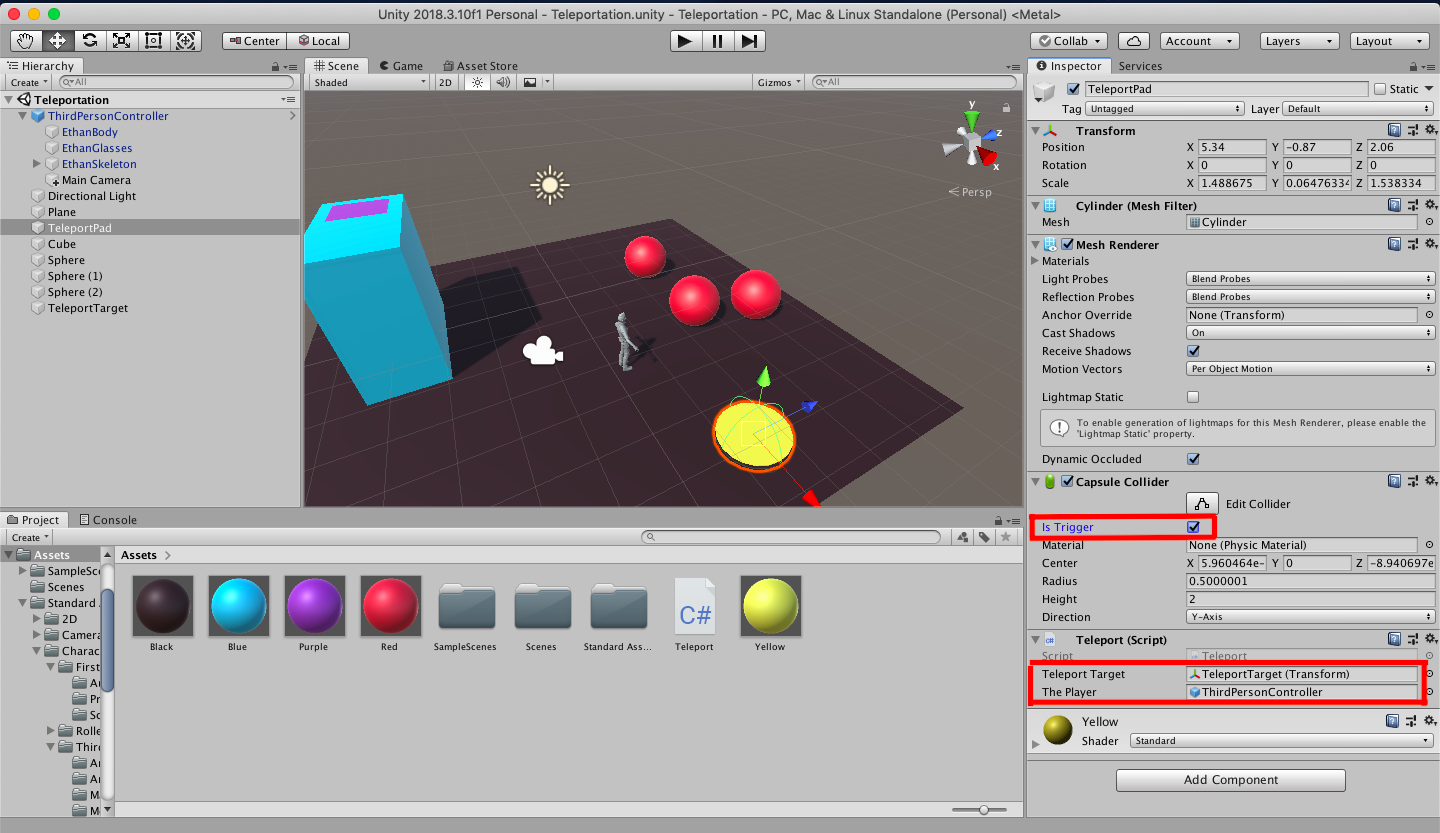 Unity 2018.3.10f1 Personal - Teleportation.unity - Teleportation - PC, Mac & Linux Standalone (Personal) <Metal>
Center Local
Collab Account Layers Layout
Hierarchy
Create All
Teleportation
ThirdPersonController
EthanBody
EthanGlasses
EthanSkeleton
Main Camera
Directional Light
Plane
TeleportPad
Cube
Sphere
Sphere (1)
Sphere (2)
TeleportTarget
Scene Game Asset Store
Shaded 2D Gizmos All
y
z
x
Persp
Project Console
Create
Assets
SampleSce
Scenes
Standard
2D
Camera
Charac
First
Ar
Pr
Sc
Rolle
Third
Ar
Ar
M
M
Assets
Black Blue Purple Red SampleScenes Scenes Standard Ass... C# Teleport Yellow
Inspector Services
TeleportPad Static
Tag Untagged Layer Default
Transform
Position X 5.34 Y -0.87 Z 2.06
Rotation X 0 Y 0 Z 0
Scale X 1.488675 Y 0.06476334 Z 1.538334
Cylinder (Mesh Filter)
Mesh Cylinder
Mesh Renderer
Materials
Light Probes Blend Probes
Reflection Probes Blend Probes
Anchor Override None (Transform)
Cast Shadows On
Receive Shadows
Motion Vectors Per Object Motion
Lightmap Static
To enable generation of lightmaps for this Mesh Renderer, please enable the
'Lightmap Static' property.
Dynamic Occluded
Capsule Collider
Edit Collider
Is Trigger
Material None (Physic Material)
Center X 5.960464e- Y 0 Z -8.940697e
Radius 0.5000001
Height 2
Direction Y-Axis
Teleport (Script)
Script Teleport
Teleport Target TeleportTarget (Transform)
The Player ThirdPersonController
Yellow
Shader Standard
Add Component